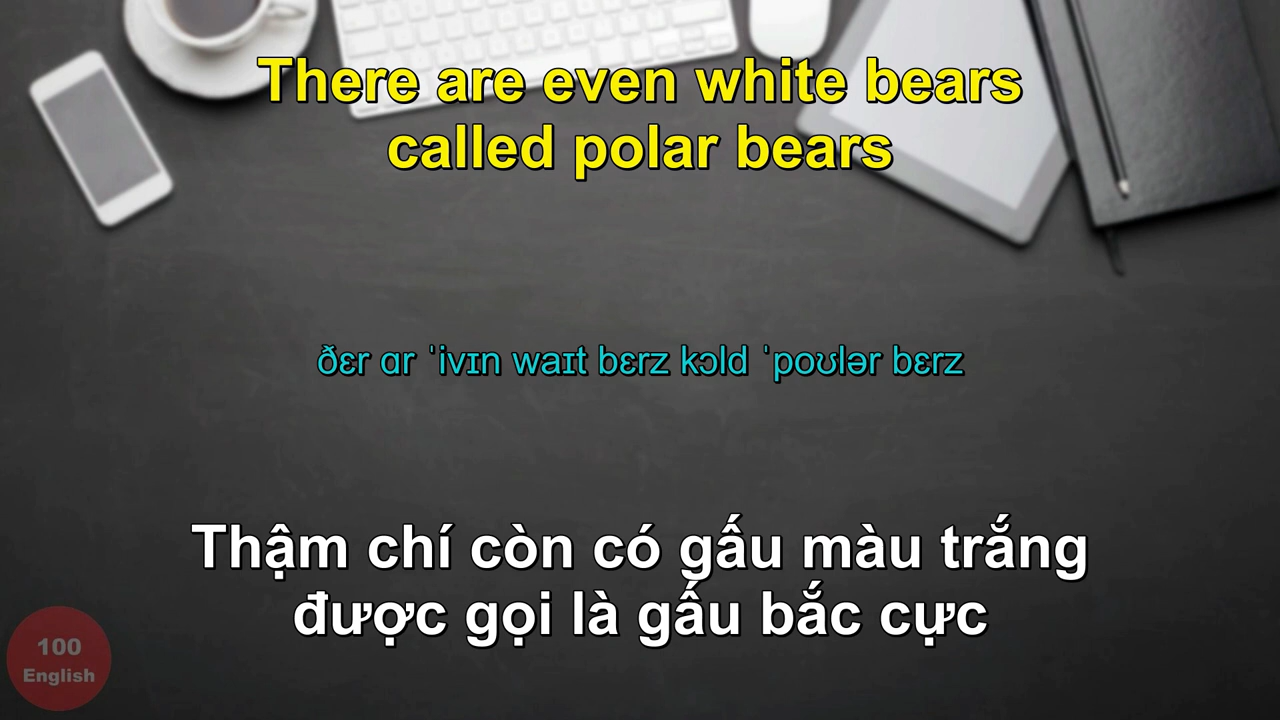 There are even white bears
called polar bears
ðɛr ɑr ˈivɪn waɪt bɛrz kɔld ˈpoʊlər bɛrz
Thậm chí còn có gấu màu trắng
được gọi là gấu bắc cực
100
English